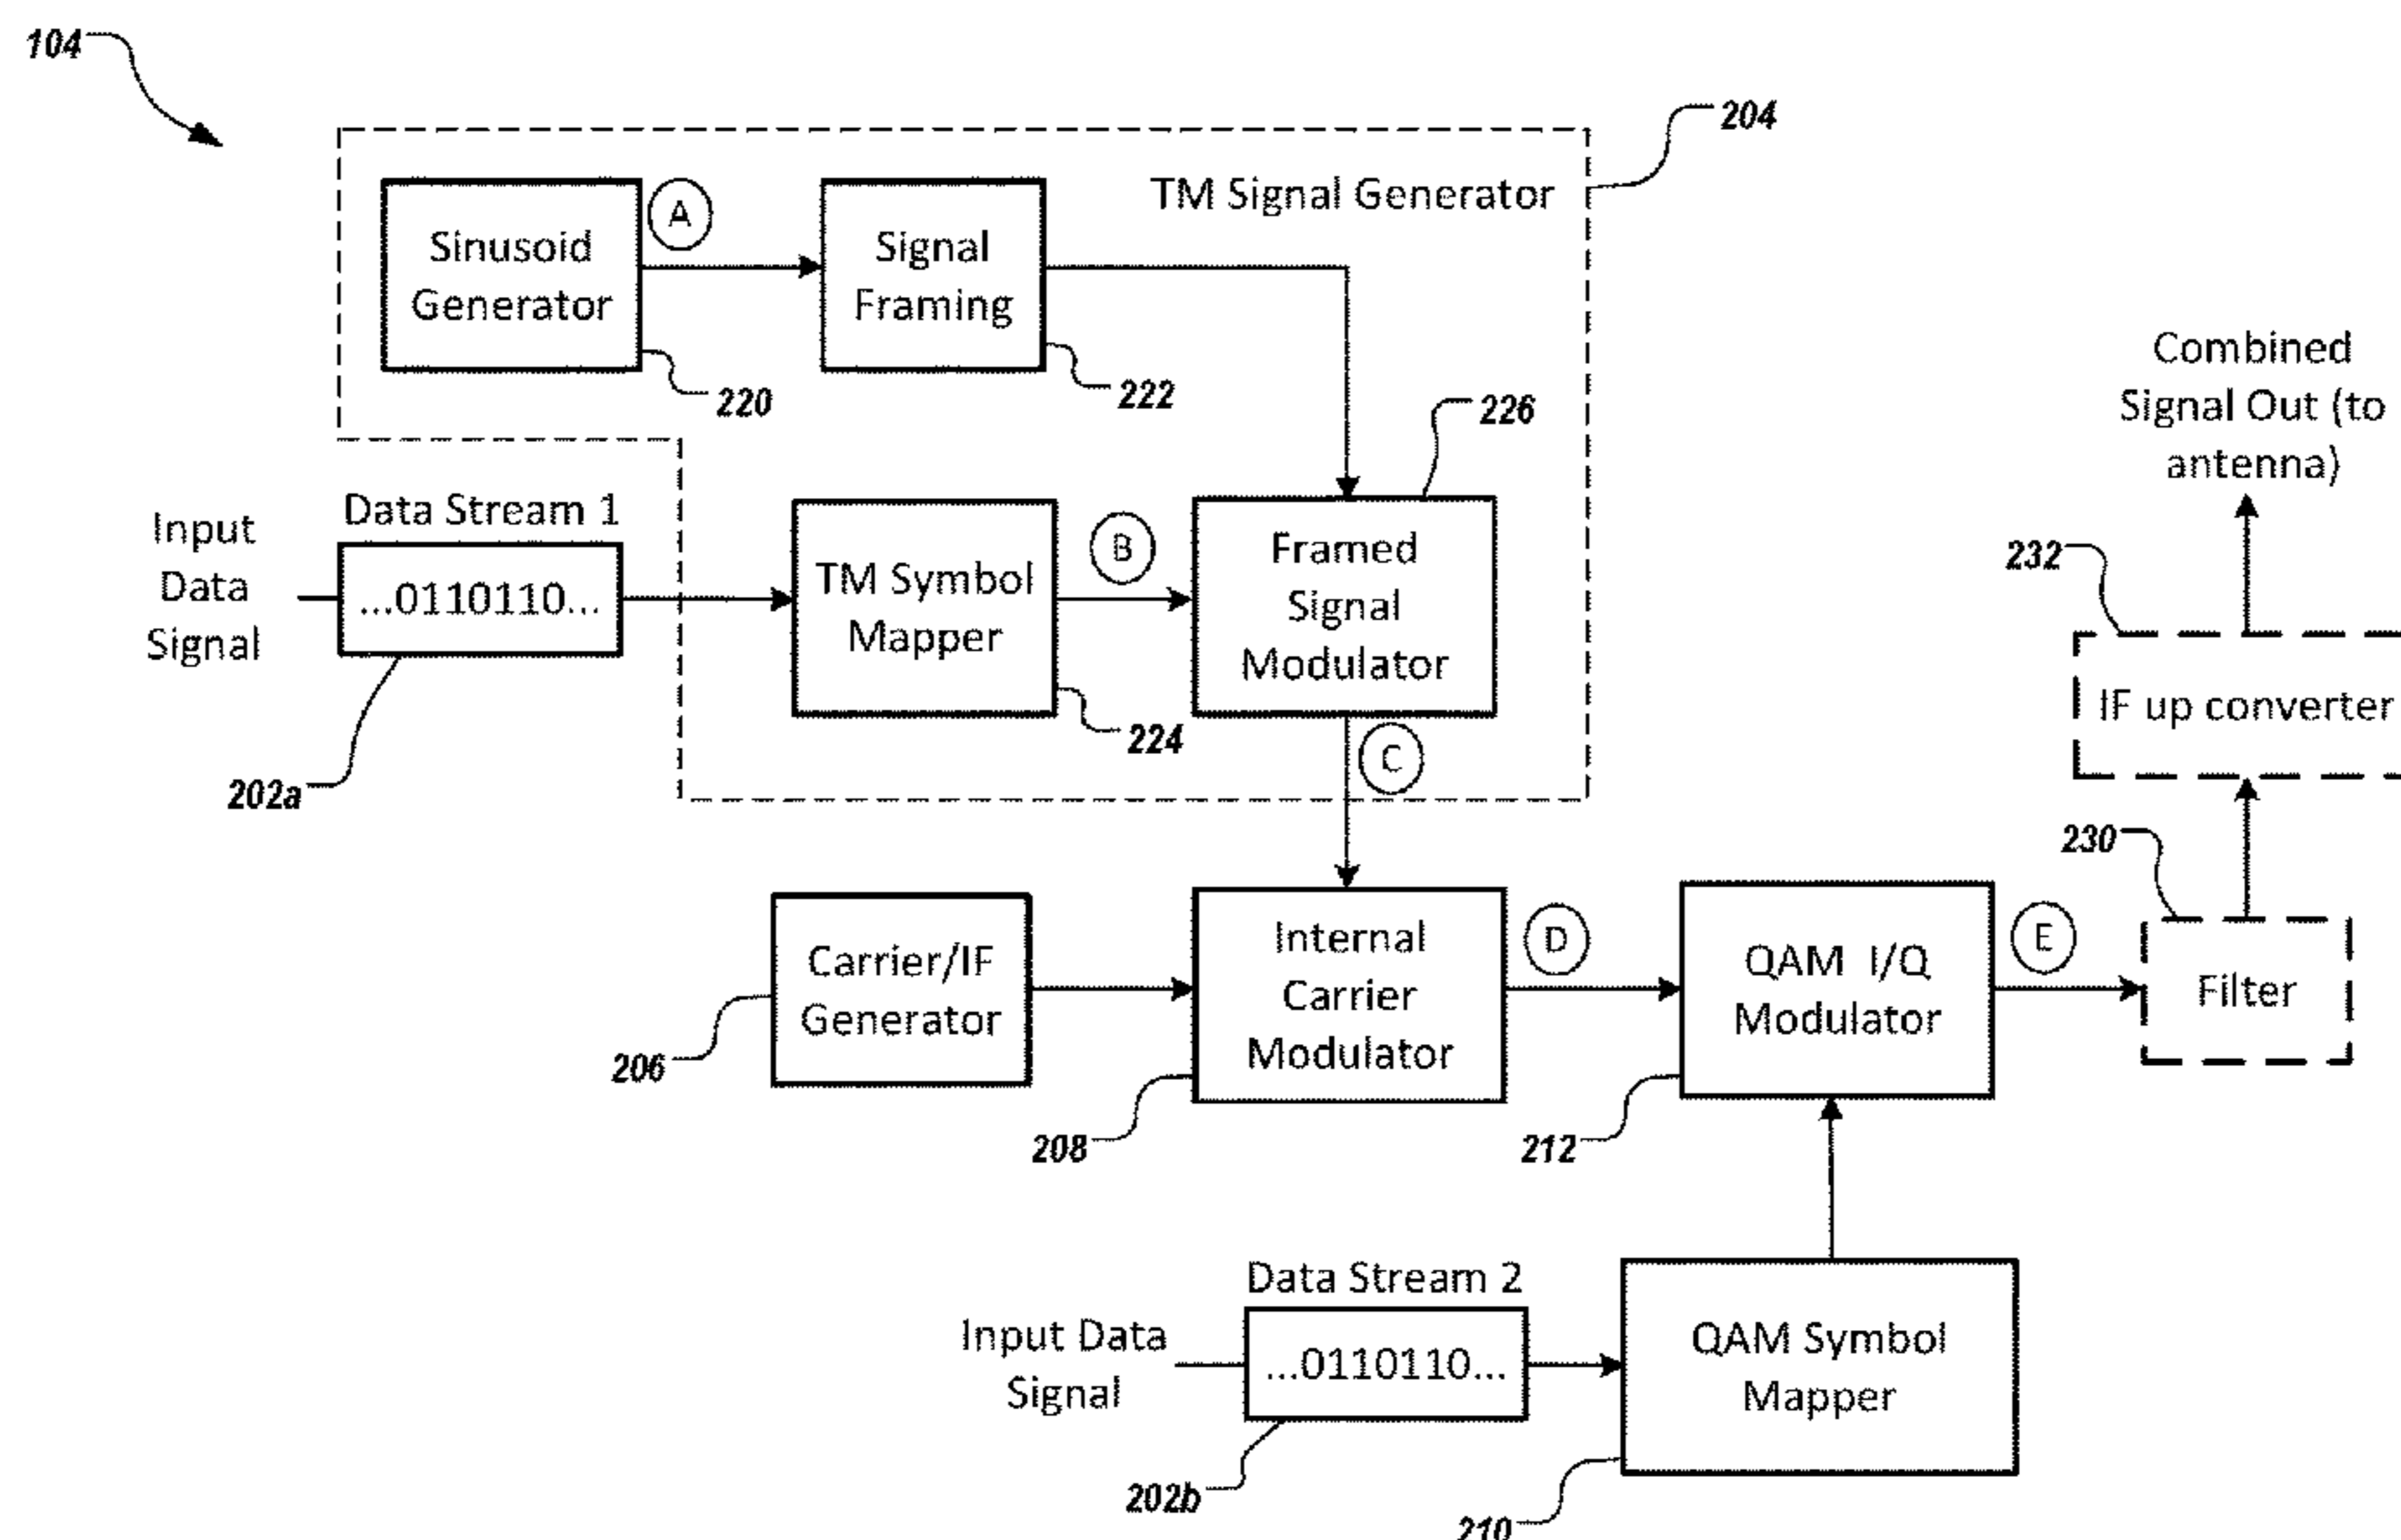 104
204
TM Signal Generator
A
Sinusoid
Generator
220
Signal
Framing
222
226
Input
Data
Signal
Data Stream 1
...0110110...
202a
TM Symbol
Mapper
224
B
Framed
Signal
Modulator
C
Combined
Signal Out (to
antenna)
232
IF up converter
230
Filter
Carrier/IF
Generator
206
Internal
Carrier
Modulator
208
D
QAM I/Q
Modulator
212
E
Input Data
Signal
Data Stream 2
...0110110...
202b
QAM Symbol
Mapper
210